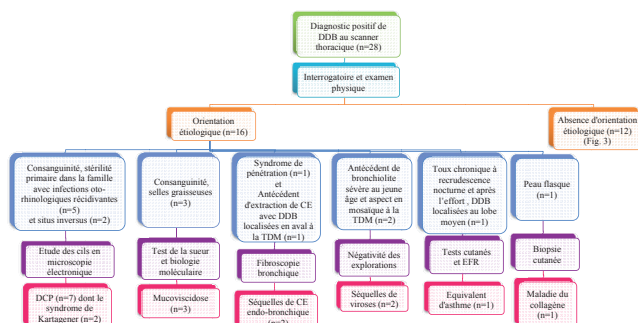 Diagnostic positif de
DDB au scanner
thoracique (n=28)
Interrogatoire et examen
physique
Orientation
étiologique (n=16)
Absence d'orientation
étiologique (n=12)
(Fig. 3)
Consanguinité, stérilité
primaire dans la famille
avec infections oto-
rhinologiques récidivantes
(n=5)
et situs inversus (n=2)
Etude des cils en
microscopie
électronique
DCP (n=7) dont le
syndrome de
Kartagener (n=2)
Consanguinité,
selles graisseuses
(n=3)
Test de la sueur et
biologie
moléculaire
Mucoviscidose
(n=3)
Syndrome de
pénétration (n=1)
et
Antécédent
d'extraction de CE
avec DDB
localisées en aval à
la TDM (n=1)
Fibroscopie
bronchique
Séquelles de CE
endo-bronchique
(n=2)
Antécédent de
bronchiolite
sévère au jeune
âge et aspect en
mosaïque à la
TDM (n=2)
Négativité des
explorations
Séquelles de
viroses (n=2)
Toux chronique à
recrudescence
nocturne et après
l'effort , DDB
localisées au lobe
moyen (n=1)
Tests cutanés
et EFR
Equivalent
d'asthme (n=1)
Peau flasque
(n=1)
Biopsie
cutanée
Maladie du
collagène
(n=1)